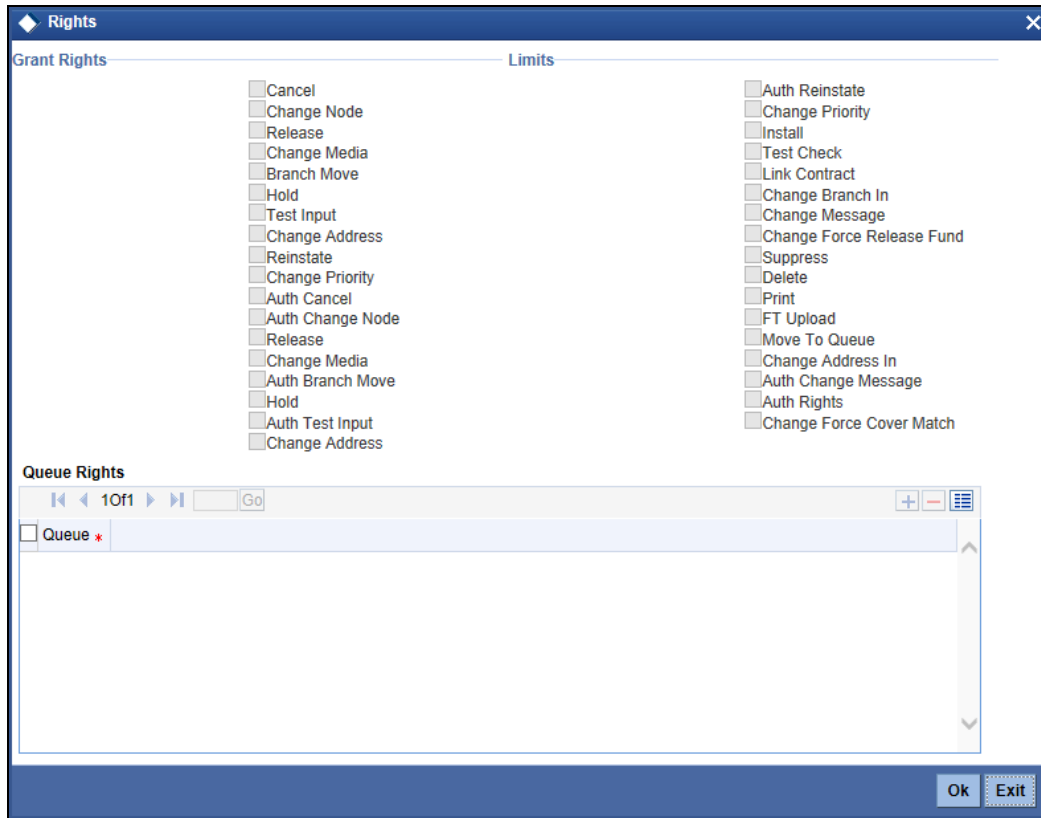 Rights
Grant Rights
Cancel
Change Node
Release
Change Media
Branch Move
Hold
Test Input
Change Address
Reinstate
Change Priority
Auth Cancel
Auth Change Node
Release
Change Media
Auth Branch Move
Hold
Auth Test Input
Change Address
Limits
Auth Reinstate
Change Priority
Install
Test Check
Link Contract
Change Branch In
Change Message
Change Force Release Fund
Suppress
Delete
Print
FT Upload
Move To Queue
Change Address In
Auth Change Message
Auth Rights
Change Force Cover Match
Queue Rights
1Of1 Go
Queue *
Ok Exit